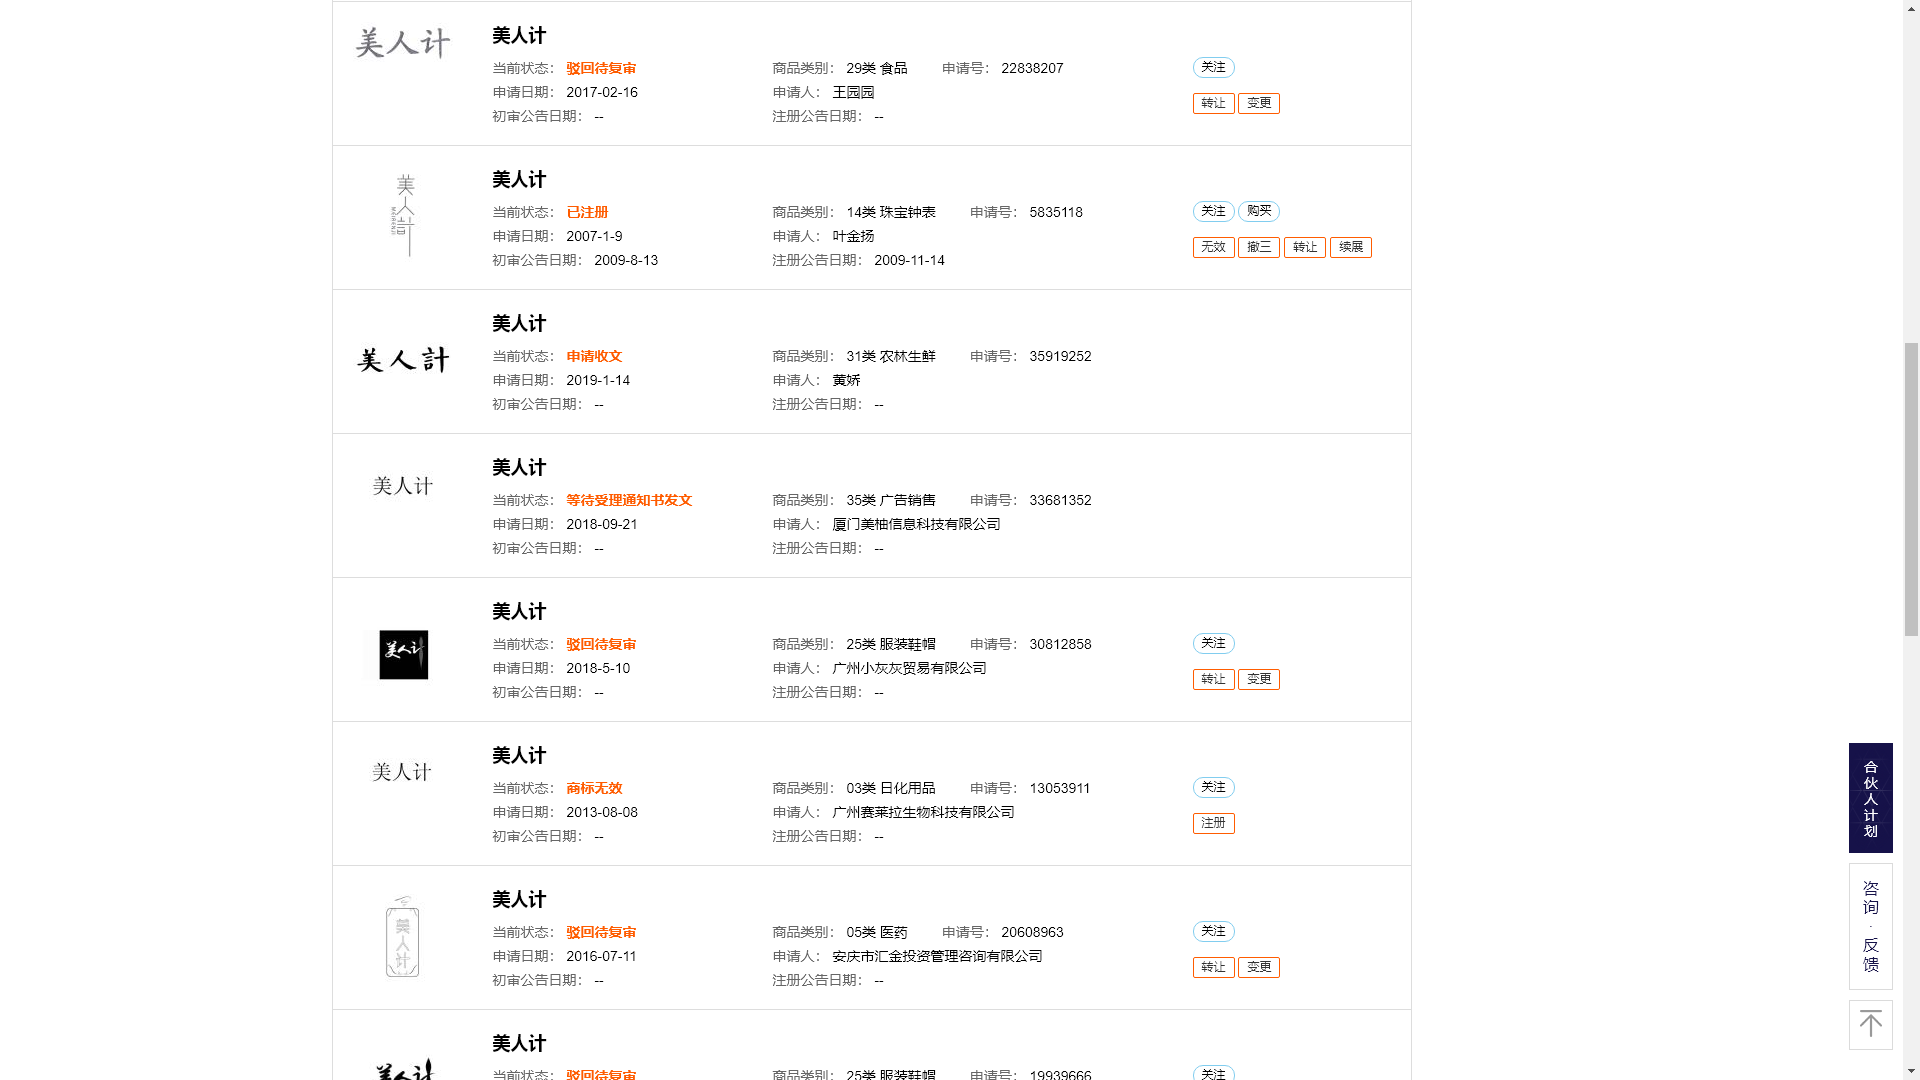 美人计
美人计
当前状态： 驳回待复审 商品类别： 29类 食品 申请号： 22838207 关注
申请日期： 2017-02-16 申请人： 王园园 转让 变更
初审公告日期： -- 注册公告日期： --
美人計
美人计
当前状态： 已注册 商品类别： 14类 珠宝钟表 申请号： 5835118 关注 购买
申请日期： 2007-1-9 申请人： 叶金扬 无效 撤三 转让 续展
初审公告日期： 2009-8-13 注册公告日期： 2009-11-14
美人計
美人计
当前状态： 申请收文 商品类别： 31类 农林生鲜 申请号： 35919252
申请日期： 2019-1-14 申请人： 黄娇
初审公告日期： -- 注册公告日期： --
美人计
美人计
当前状态： 等待受理通知书发文 商品类别： 35类 广告销售 申请号： 33681352
申请日期： 2018-09-21 申请人： 厦门美柚信息科技有限公司
初审公告日期： -- 注册公告日期： --
美人计
美人计
当前状态： 驳回待复审 商品类别： 25类 服装鞋帽 申请号： 30812858 关注
申请日期： 2018-5-10 申请人： 广州小灰灰贸易有限公司 转让 变更
初审公告日期： -- 注册公告日期： --
美人计
美人计
当前状态： 商标无效 商品类别： 03类 日化用品 申请号： 13053911 关注
申请日期： 2013-08-08 申请人： 广州赛莱拉生物科技有限公司 注册
初审公告日期： -- 注册公告日期： --
美人计
美人计
当前状态： 驳回待复审 商品类别： 05类 医药 申请号： 20608963 关注
申请日期： 2016-07-11 申请人： 安庆市汇金投资管理咨询有限公司 转让 变更
初审公告日期： -- 注册公告日期： --
美人计
美人计
当前状态： 驳回待复审 商品类别： 25类 服装鞋帽 申请号： 19939666 关注
合伙人计划
咨询·反馈